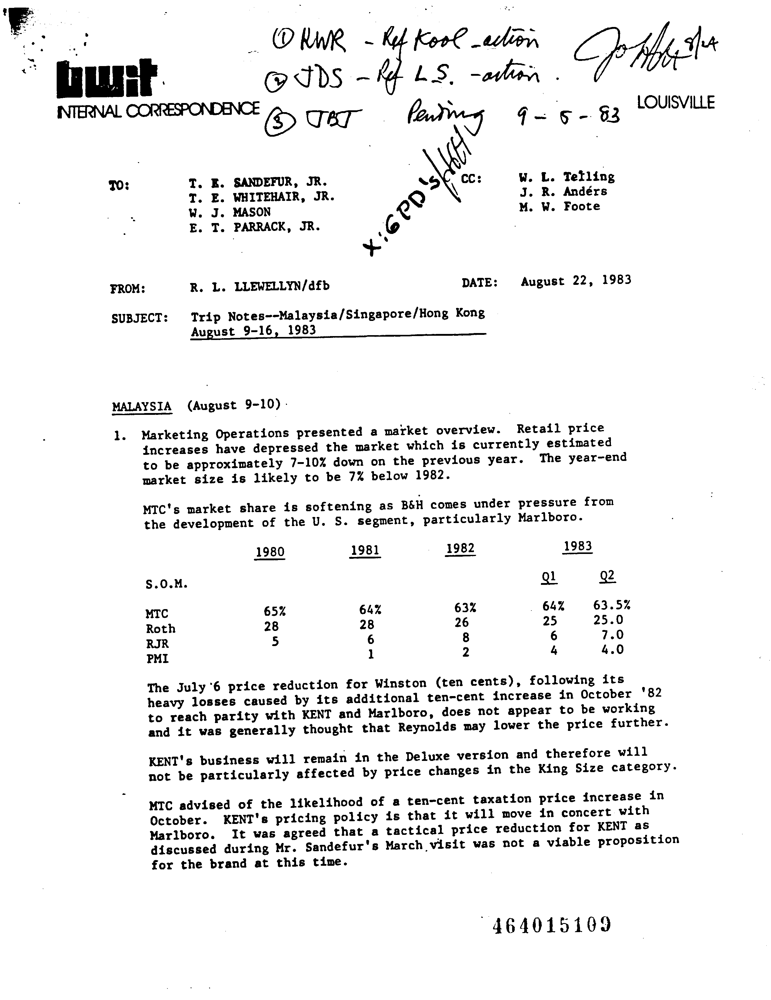 ① RWR - Ref Kool - action
② JDS - Ref L.S. - action.
③ JBT Pending 9-6-83
8/24
X: 6 PD's
bwit
INTERNAL CORRESPONDENCE
LOUISVILLE
TO: T. E. SANDEFUR, JR. CC: W. L. Telling
T. E. WHITEHAIR, JR. J. R. Anders
W. J. MASON M. W. Foote
E. T. PARRACK, JR.
FROM: R. L. LLEWELLYN/dfb DATE: August 22, 1983
SUBJECT: Trip Notes--Malaysia/Singapore/Hong Kong
August 9-16, 1983
MALAYSIA (August 9-10)
1. Marketing Operations presented a market overview. Retail price
increases have depressed the market which is currently estimated
to be approximately 7-10% down on the previous year. The year-end
market size is likely to be 7% below 1982.
MTC's market share is softening as B&H comes under pressure from
the development of the U. S. segment, particularly Marlboro.
1980 1981 1982 1983
S.O.M. Q1 Q2
MTC 65% 64% 63% 64% 63.5%
Roth 28 28 26 25 25.0
RJR 5 6 8 6 7.0
PMI 1 2 4 4.0
The July 6 price reduction for Winston (ten cents), following its
heavy losses caused by its additional ten-cent increase in October '82
to reach parity with KENT and Marlboro, does not appear to be working
and it was generally thought that Reynolds may lower the price further.
KENT's business will remain in the Deluxe version and therefore will
not be particularly affected by price changes in the King Size category.
MTC advised of the likelihood of a ten-cent taxation price increase in
October. KENT's pricing policy is that it will move in concert with
Marlboro. It was agreed that a tactical price reduction for KENT as
discussed during Mr. Sandefur's March visit was not a viable proposition
for the brand at this time.
464015109